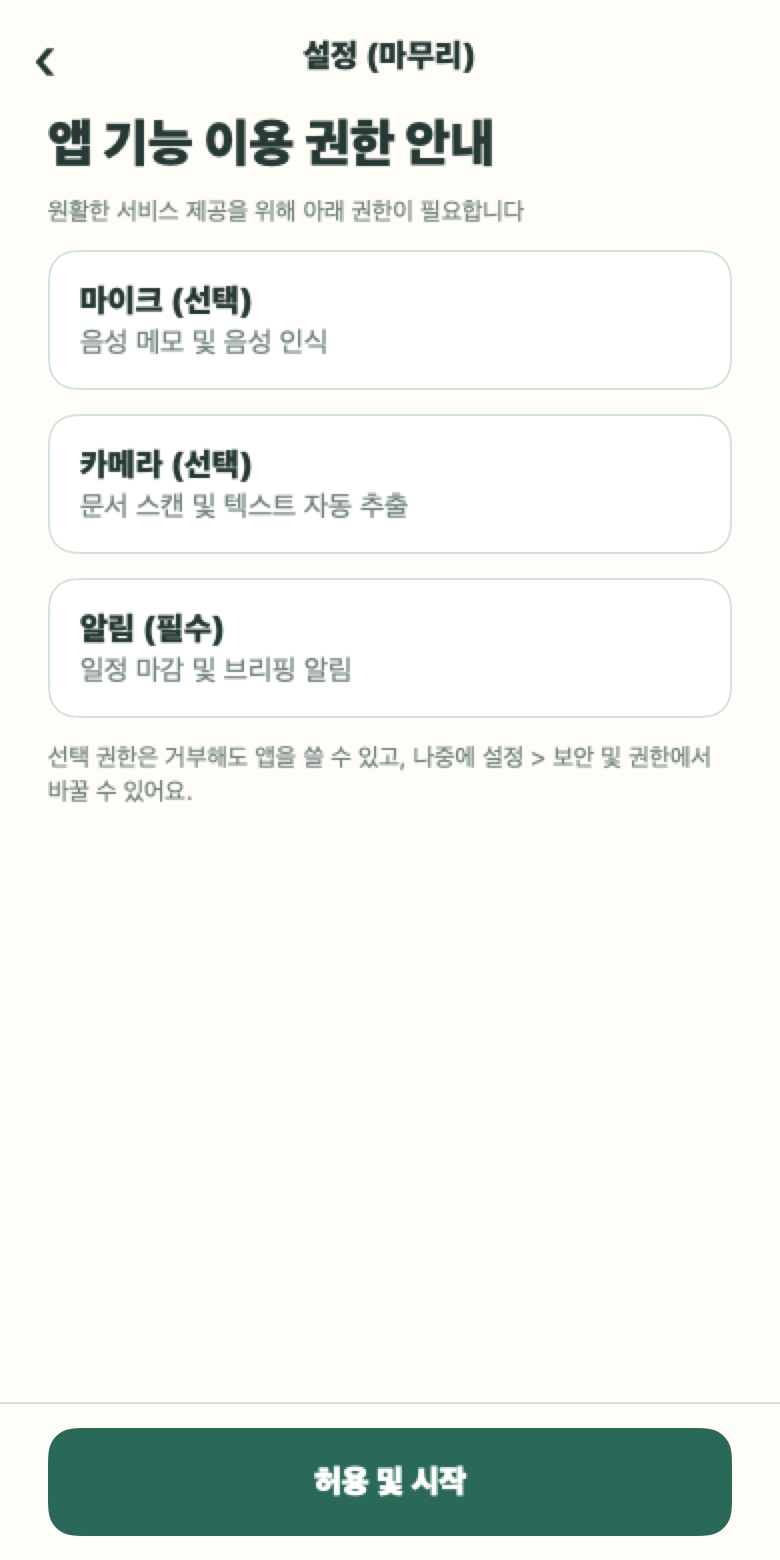 설정 (마무리)
앱 기능 이용 권한 안내
원활한 서비스 제공을 위해 아래 권한이 필요합니다
마이크 (선택)
음성 메모 및 음성 인식
카메라 (선택)
문서 스캔 및 텍스트 자동 추출
알림 (필수)
일정 마감 및 브리핑 알림
선택 권한은 거부해도 앱을 쓸 수 있고, 나중에 설정 > 보안 및 권한에서
바꿀 수 있어요.
허용 및 시작